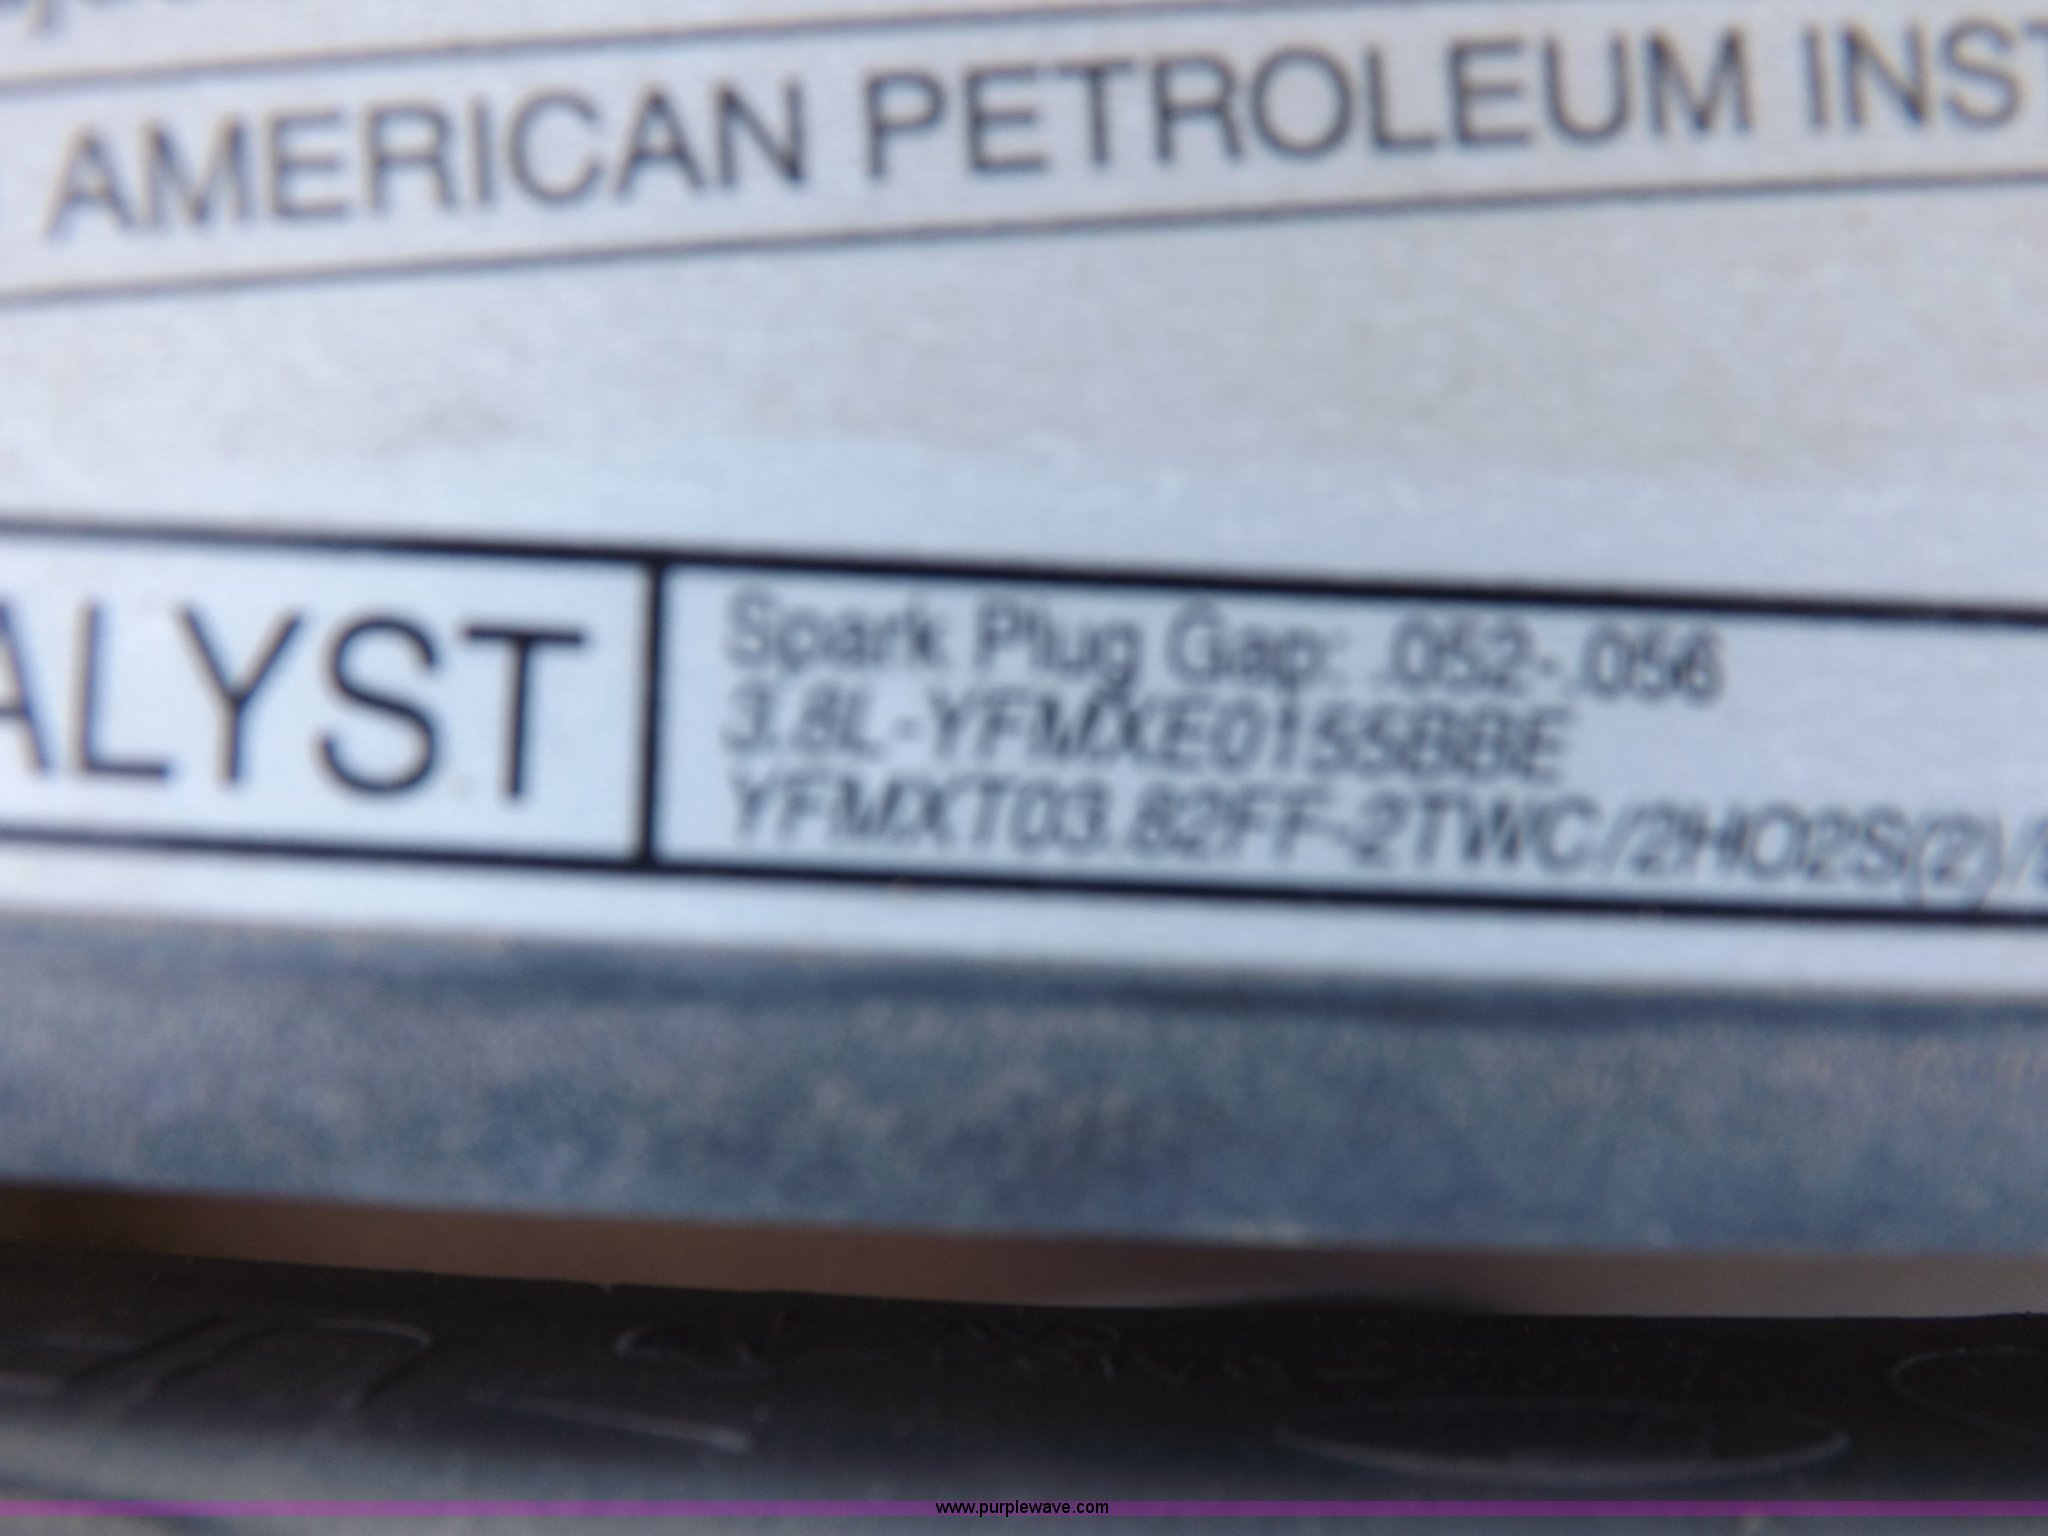 AMERICAN PETROLEUM INST
ALYST
Spark Plug Gap: .052-.056
3.8L-YFMXE0155BBE
YFMXT03.82FF-2TWC/2HO2S(2)/
www.purplewave.com